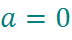 a = 0